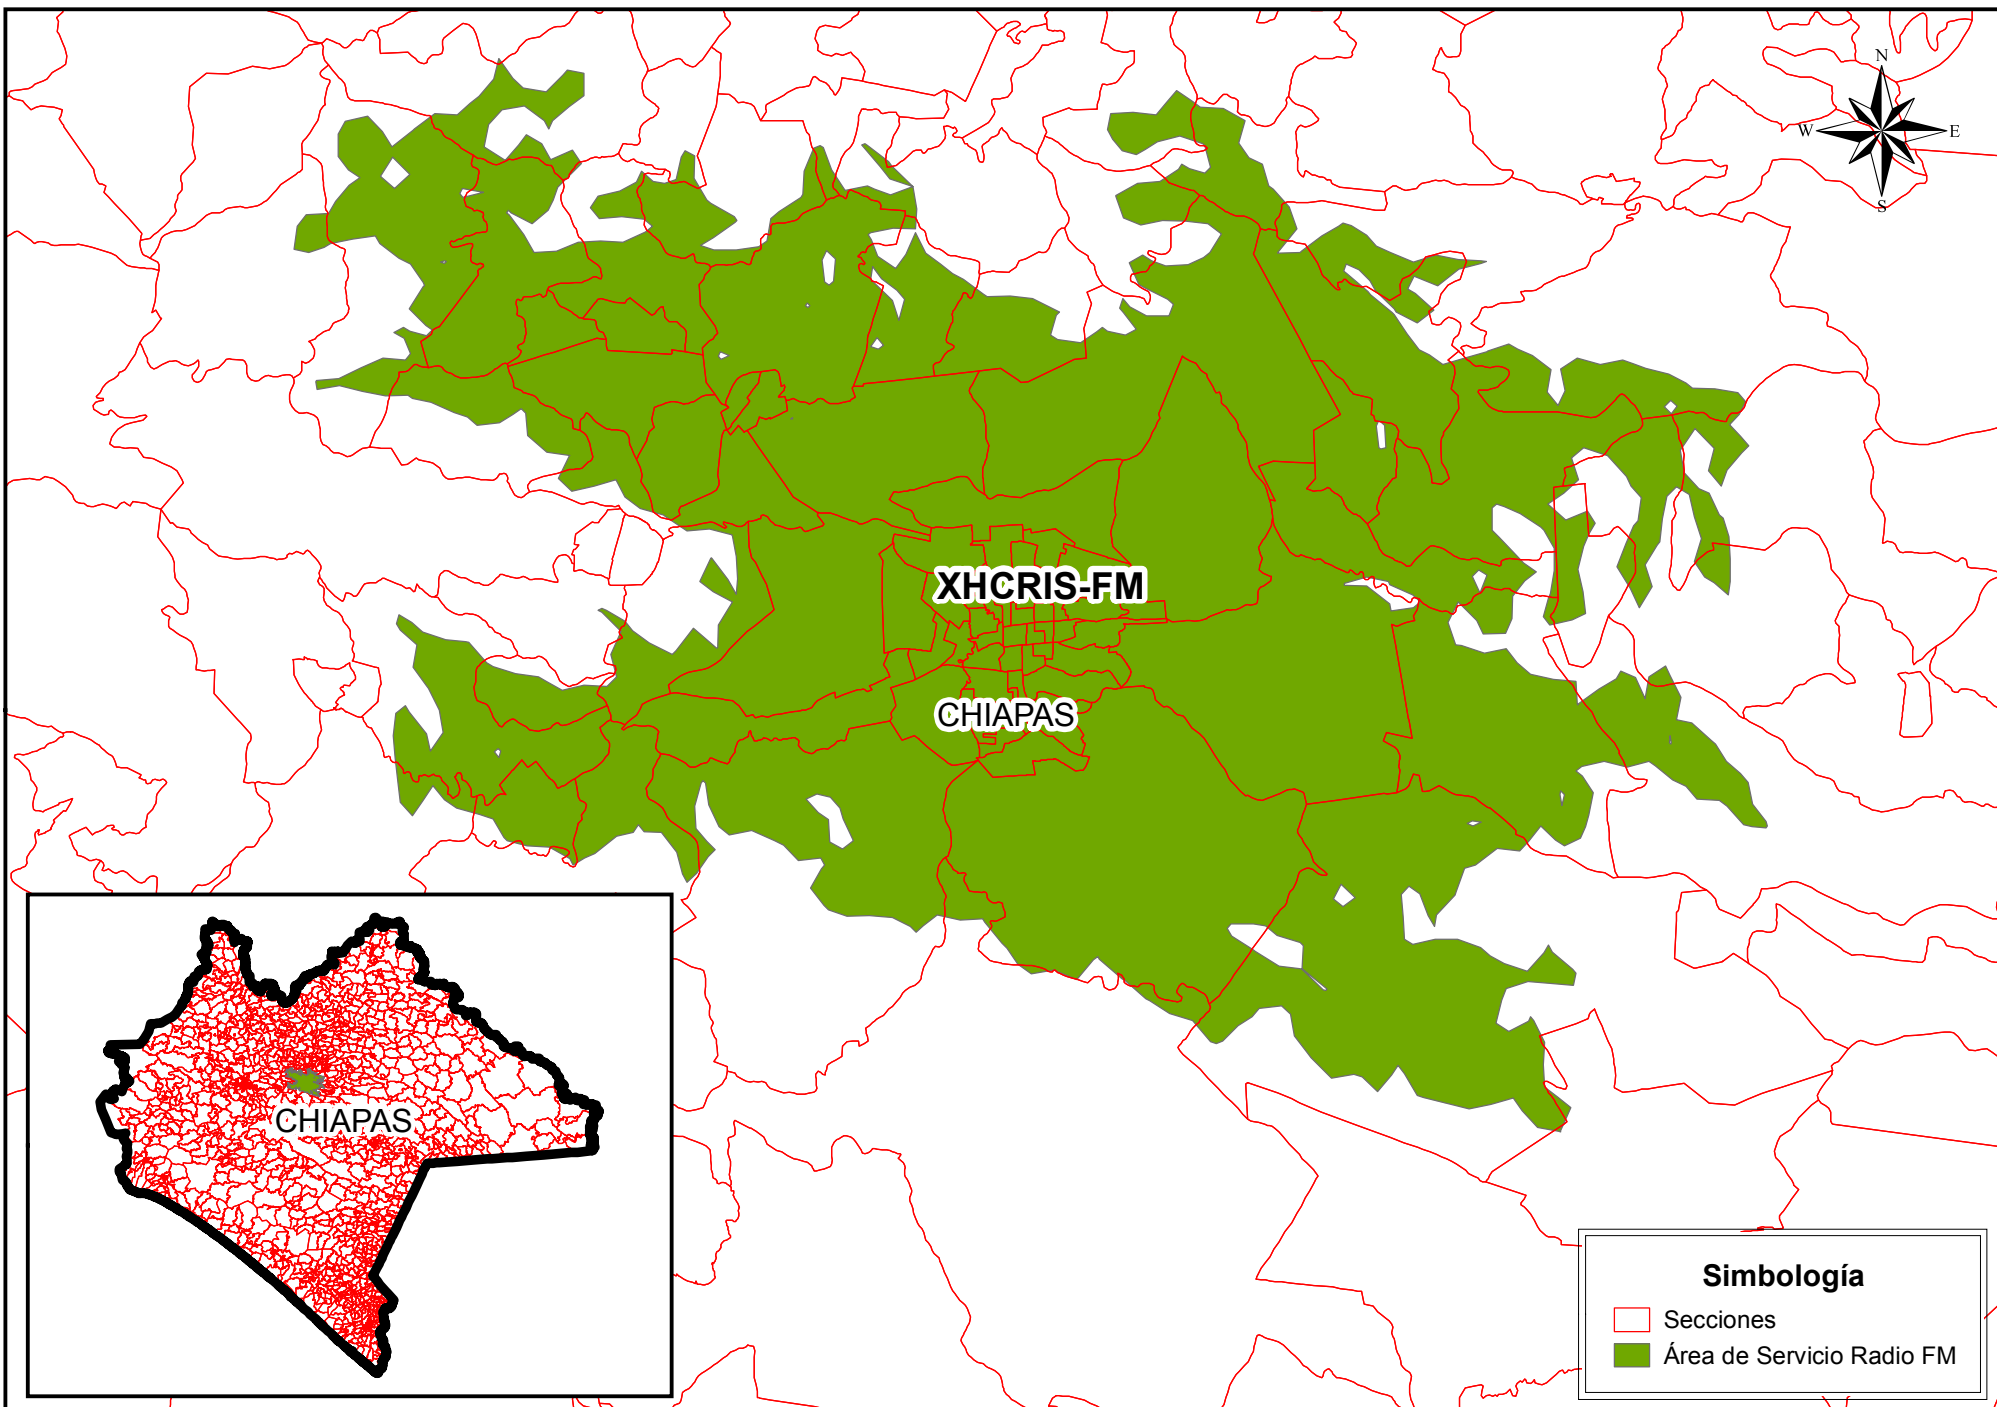 N
W
E
S
XHCRIS-FM
CHIAPAS
CHIAPAS
Simbología
Secciones
Área de Servicio Radio FM